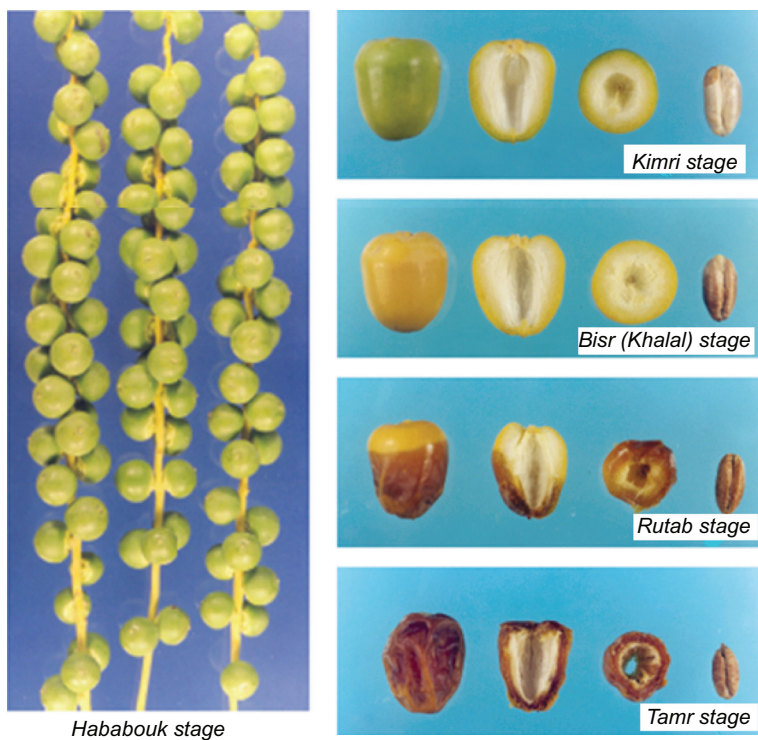 Kimri stage
Bisr (Khalal) stage
Rutab stage
Tamr stage
Hababouk stage